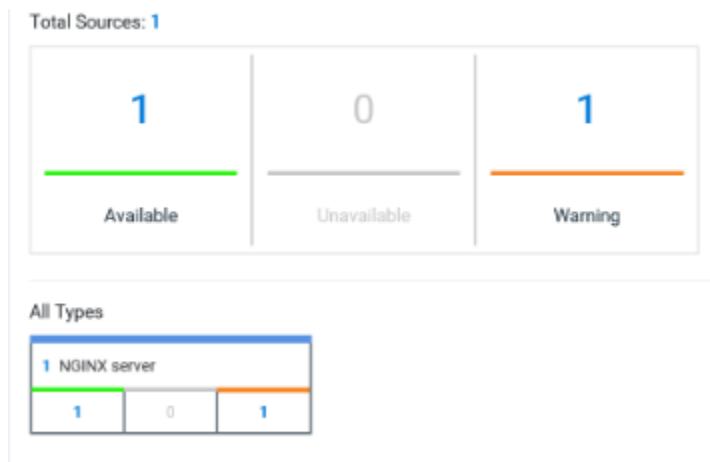 Total Sources: 1
1 0 1
Available Unavailable Warning
All Types
1 NGINX server
1 0 1